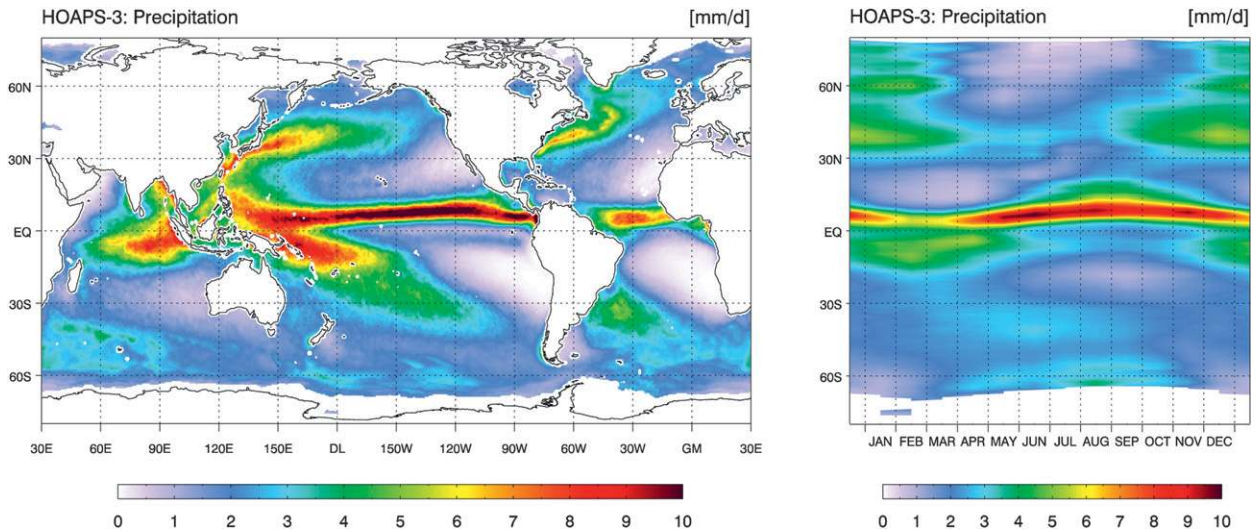 HOAPS-3: Precipitation [mm/d]
60N
30N
EQ
30S
60S
30E 60E 90E 120E 150E DL 150W 120W 90W 60W 30W GM 30E
0 1 2 3 4 5 6 7 8 9 10
HOAPS-3: Precipitation [mm/d]
60N
30N
EQ
30S
60S
JAN FEB MAR APR MAY JUN JUL AUG SEP OCT NOV DEC
0 1 2 3 4 5 6 7 8 9 10